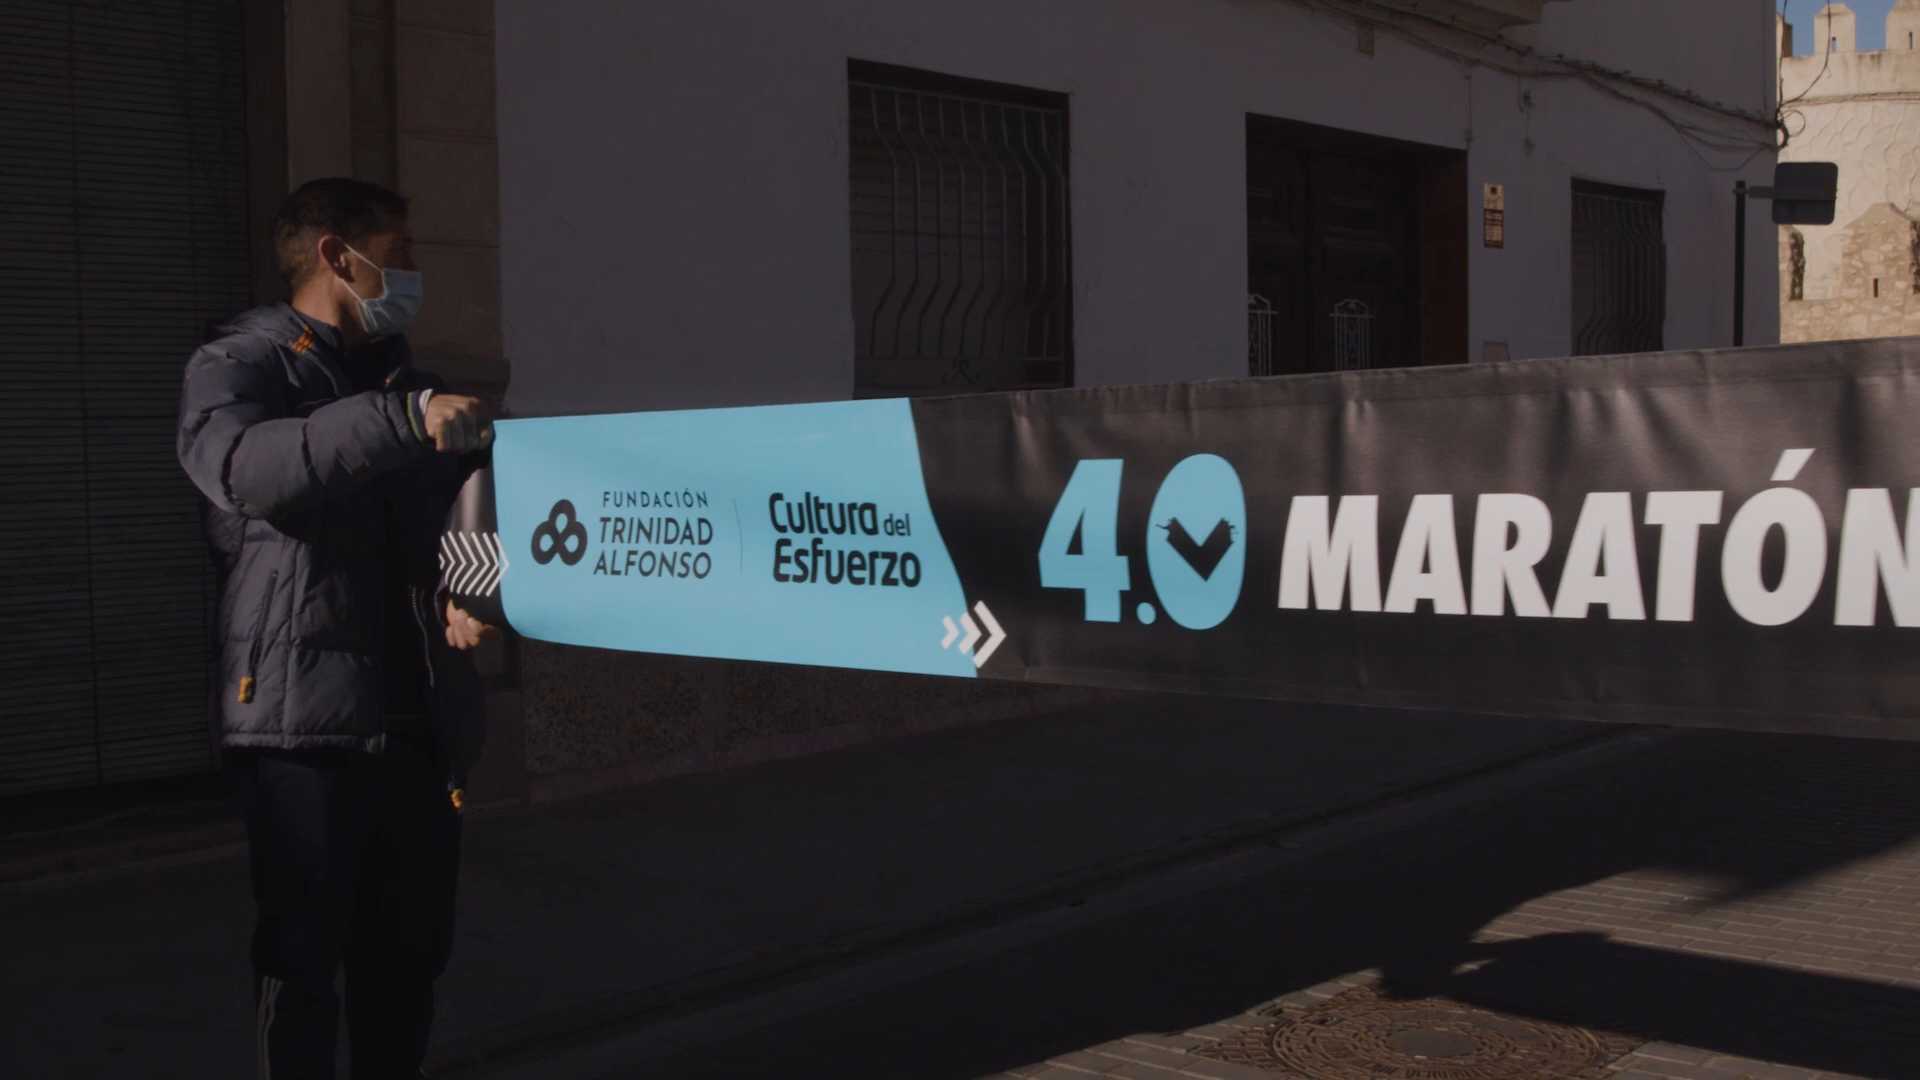 FUNDACIÓN
TRINIDAD
ALFONSO
Cultura del
Esfuerzo
4.0 MARATÓN